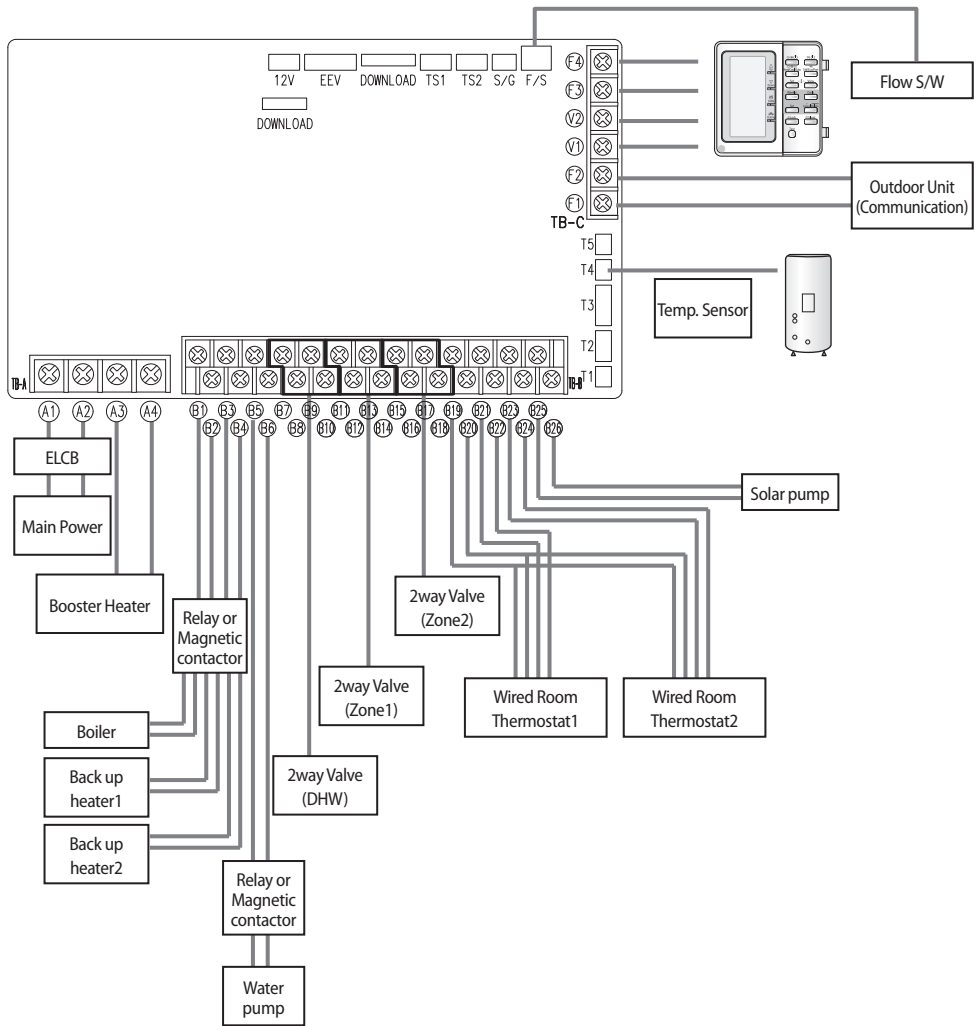 12V EEV DOWNLOAD TS1 TS2 S/G F/S
DOWNLOAD
F4
F3
V2
V1
F2
F1
TB-C
Flow S/W
Outdoor Unit
(Communication)
T5
T4
T3
T2
T1
Temp. Sensor
TB-A
TB-B
A1 A2 A3 A4
B1 B3 B5 B7 B9 B11 B13 B15 B17 B19 B21 B23 B25
B2 B4 B6 B8 B10 B12 B14 B16 B18 B20 B22 B24 B26
ELCB
Main Power
Booster Heater
Relay or
Magnetic
contactor
Boiler
Back up
heater1
Back up
heater2
Relay or
Magnetic
contactor
Water
pump
2way Valve
(DHW)
2way Valve
(Zone1)
2way Valve
(Zone2)
Wired Room
Thermostat1
Wired Room
Thermostat2
Solar pump